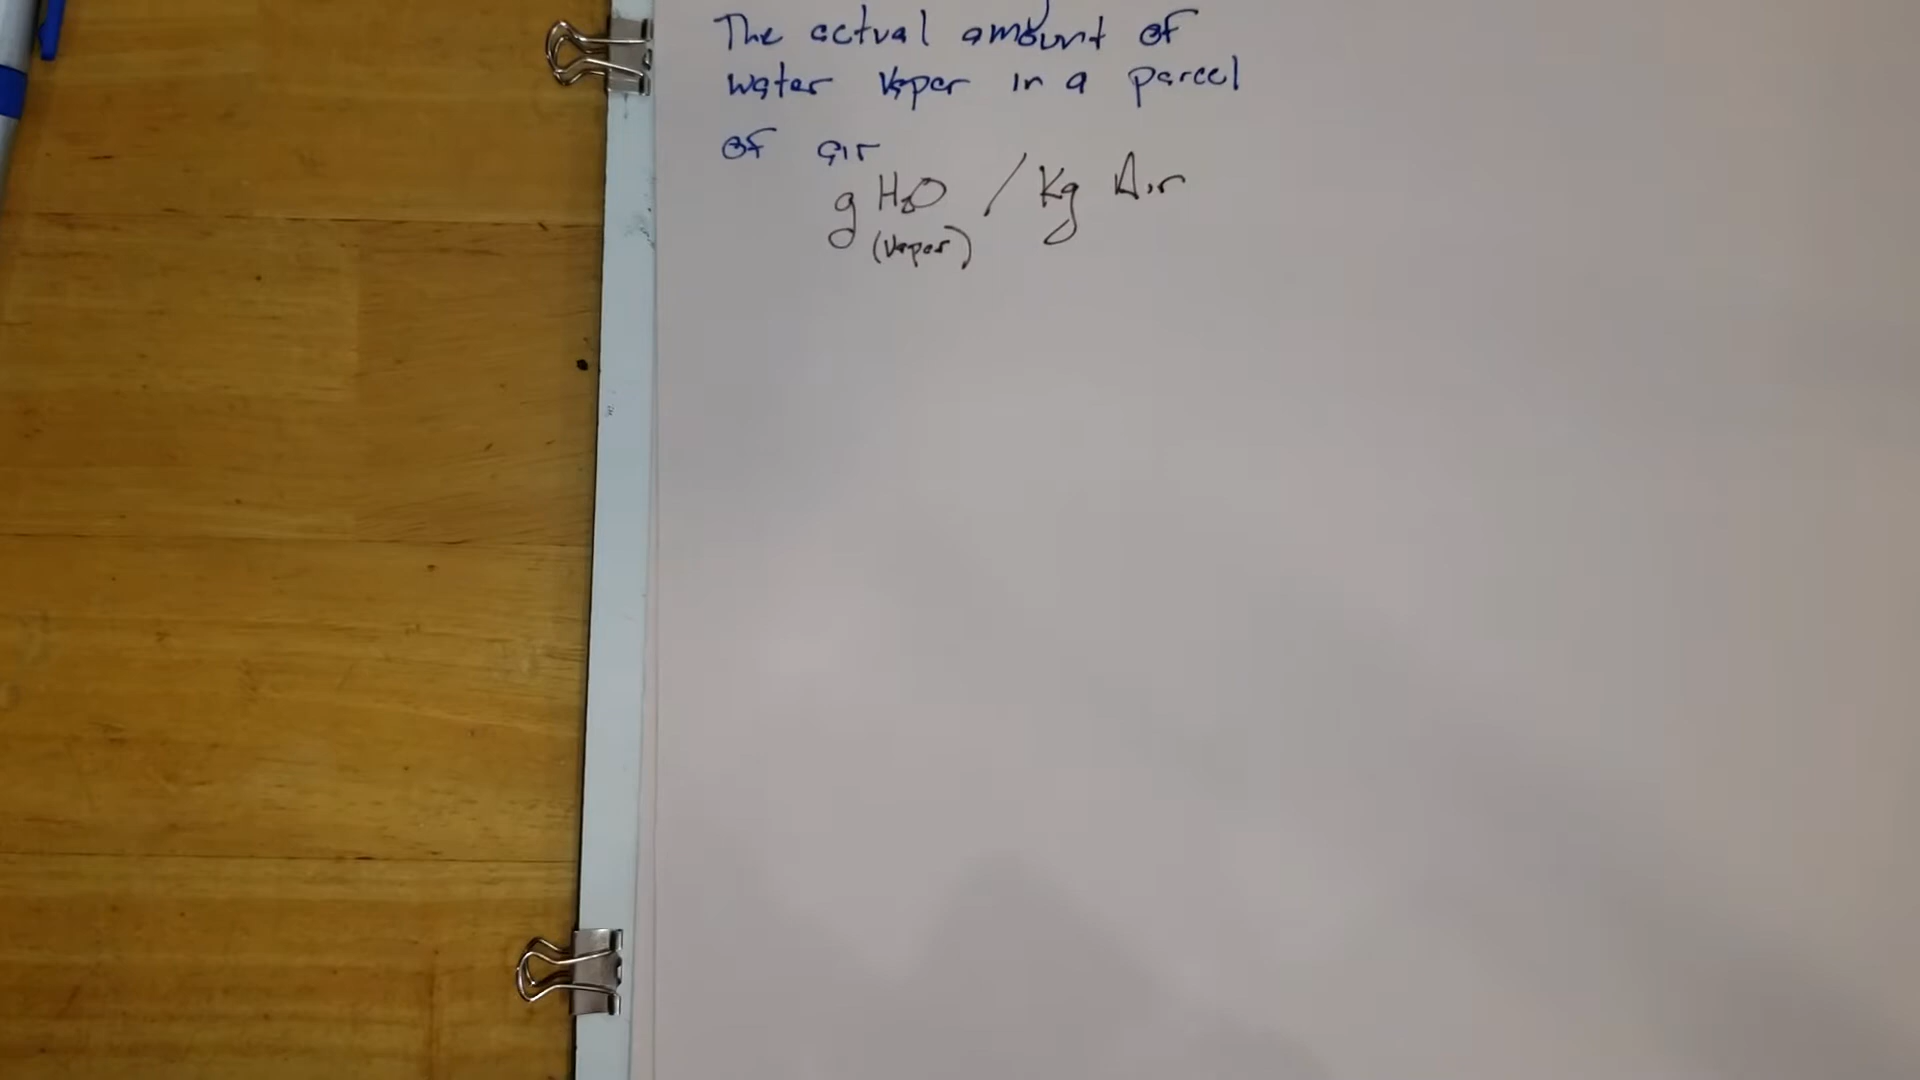 The actual amount of
water vapor in a parcel
of air
g H2O / Kg Air
(vapor)